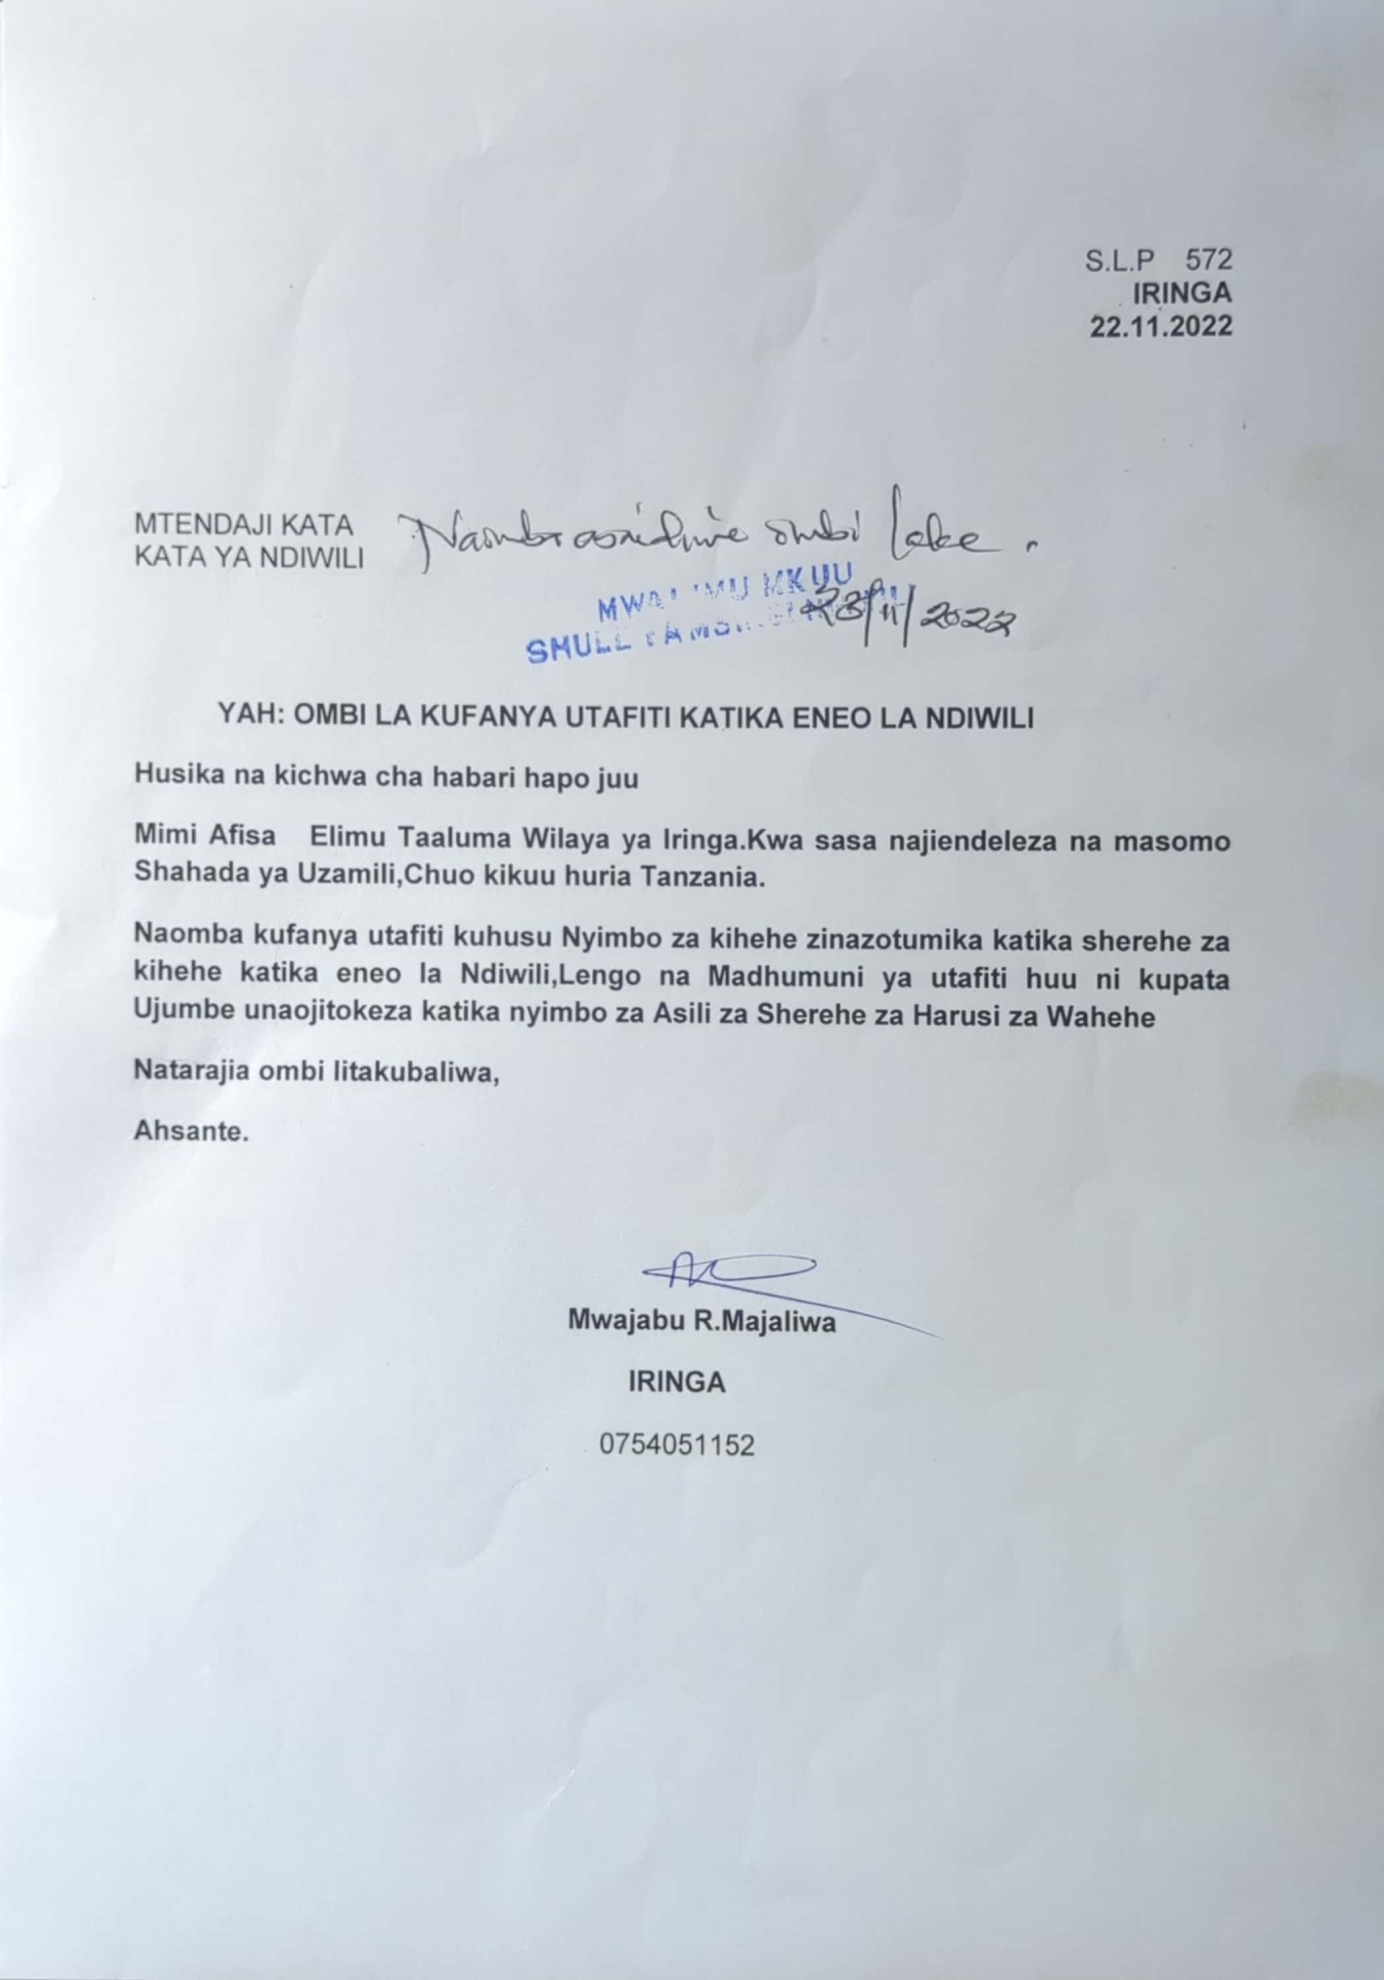 S.L.P 572
IRINGA
22.11.2022
MTENDAJI KATA
KATA YA NDIWILI
Naomba asaidiwe ombi lake.
MWALIMU MKUU
23/11/2022
YAH: OMBI LA KUFANYA UTAFITI KATIKA ENEO LA NDIWILI
Husika na kichwa cha habari hapo juu
Mimi Afisa Elimu Taaluma Wilaya ya Iringa.Kwa sasa najiendeleza na masomo
Shahada ya Uzamili,Chuo kikuu huria Tanzania.
Naomba kufanya utafiti kuhusu Nyimbo za kihehe zinazotumika katika sherehe za
kihehe katika eneo la Ndiwili,Lengo na Madhumuni ya utafiti huu ni kupata
Ujumbe unaojitokeza katika nyimbo za Asili za Sherehe za Harusi za Wahehe
Natarajia ombi litakubaliwa,
Ahsante.
Mwajabu R.Majaliwa
IRINGA
0754051152